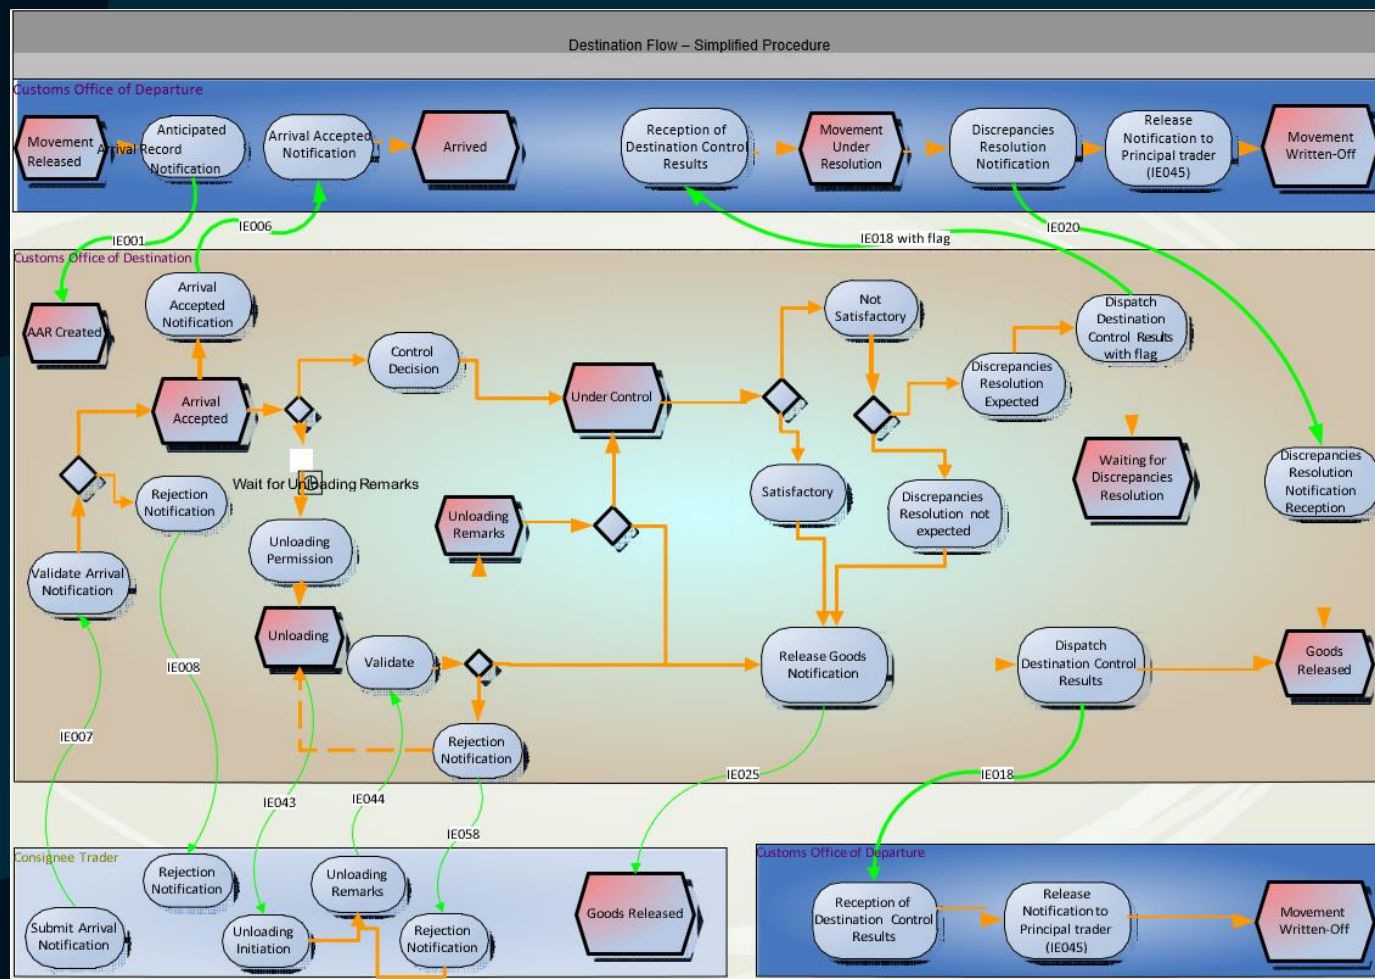 Destination Flow – Simplified Procedure
Customs Office of Departure
Movement
Released
Anticipated
Arrival Record
Notification
Arrival Accepted
Notification
Arrived
Reception of
Destination Control
Results
Movement
Under
Resolution
Discrepancies
Resolution
Notification
Release
Notification to
Principal trader
(IE045)
Movement
Written-Off
IE001
IE006
IE018 with flag
IE020
Customs Office of Destination
AAR Created
Arrival
Accepted
Notification
Arrival
Accepted
Control
Decision
Under Control
Not
Satisfactory
Dispatch
Destination
Control Results
with flag
Discrepancies
Resolution
Expected
Waiting for
Discrepancies
Resolution
Discrepancies
Resolution
Notification
Reception
Rejection
Notification
Wait for Unloading Remarks
Unloading
Permission
Unloading
Remarks
Satisfactory
Discrepancies
Resolution not
expected
Validate Arrival
Notification
Unloading
Validate
Release Goods
Notification
Dispatch
Destination Control
Results
Goods
Released
Rejection
Notification
IE007
IE008
IE043
IE044
IE058
IE025
IE018
Consignee Trader
Submit Arrival
Notification
Rejection
Notification
Unloading
Initiation
Unloading
Remarks
Rejection
Notification
Goods Released
Customs Office of Departure
Reception of
Destination Control
Results
Release
Notification to
Principal trader
(IE045)
Movement
Written-Off